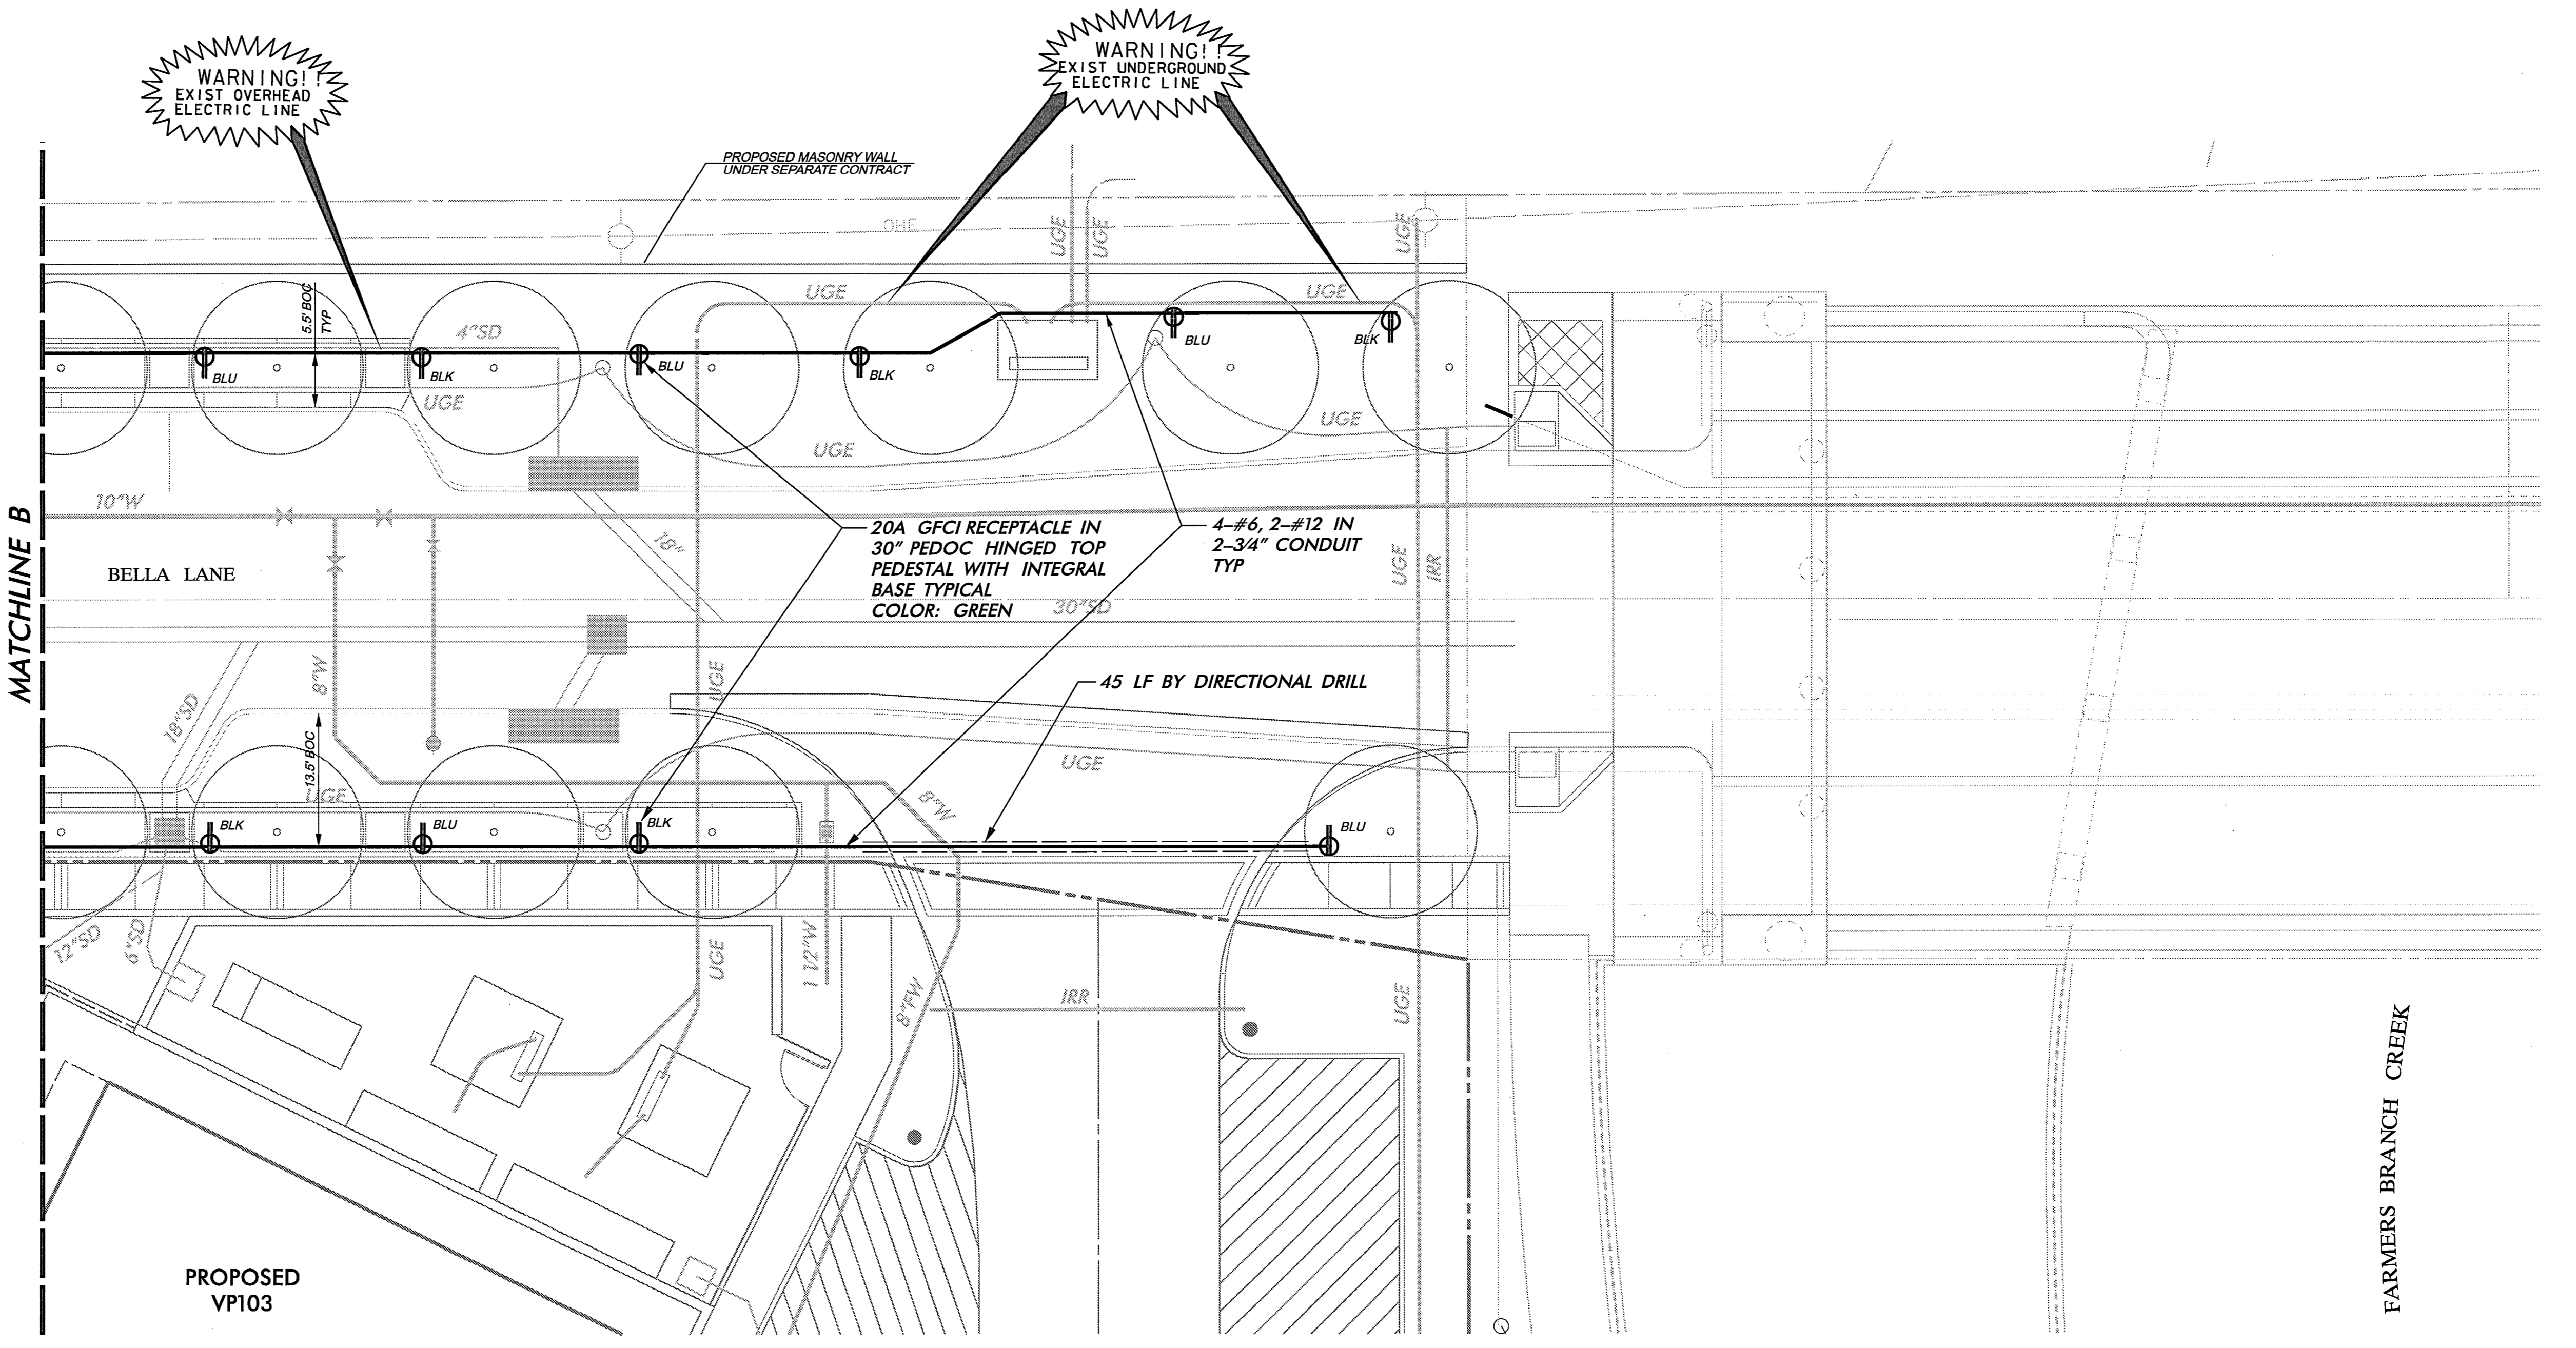 WARNING!!
EXIST OVERHEAD
ELECTRIC LINE
WARNING!!
EXIST UNDERGROUND
ELECTRIC LINE
PROPOSED MASONRY WALL
UNDER SEPARATE CONTRACT
OHE
UGE
UGE
UGE
UGE
UGE
5.5' BOC
TYP
4"SD
BLU
BLK
BLU
BLK
BLU
BLK
UGE
UGE
UGE
10"W
MATCHLINE B
BELLA LANE
18"
20A GFCI RECEPTACLE IN
30" PEDOC HINGED TOP
PEDESTAL WITH INTEGRAL
BASE TYPICAL
COLOR: GREEN
4-#6, 2-#12 IN
2-3/4" CONDUIT
TYP
UGE
IRR
30"SD
8"W
UGE
18"SD
45 LF BY DIRECTIONAL DRILL
13.5' BOC
UGE
UGE
8"W
BLK
BLU
BLK
BLU
12"SD
6"SD
UGE
1 1/2"W
8"FW
IRR
UGE
PROPOSED
VP103
FARMERS BRANCH CREEK